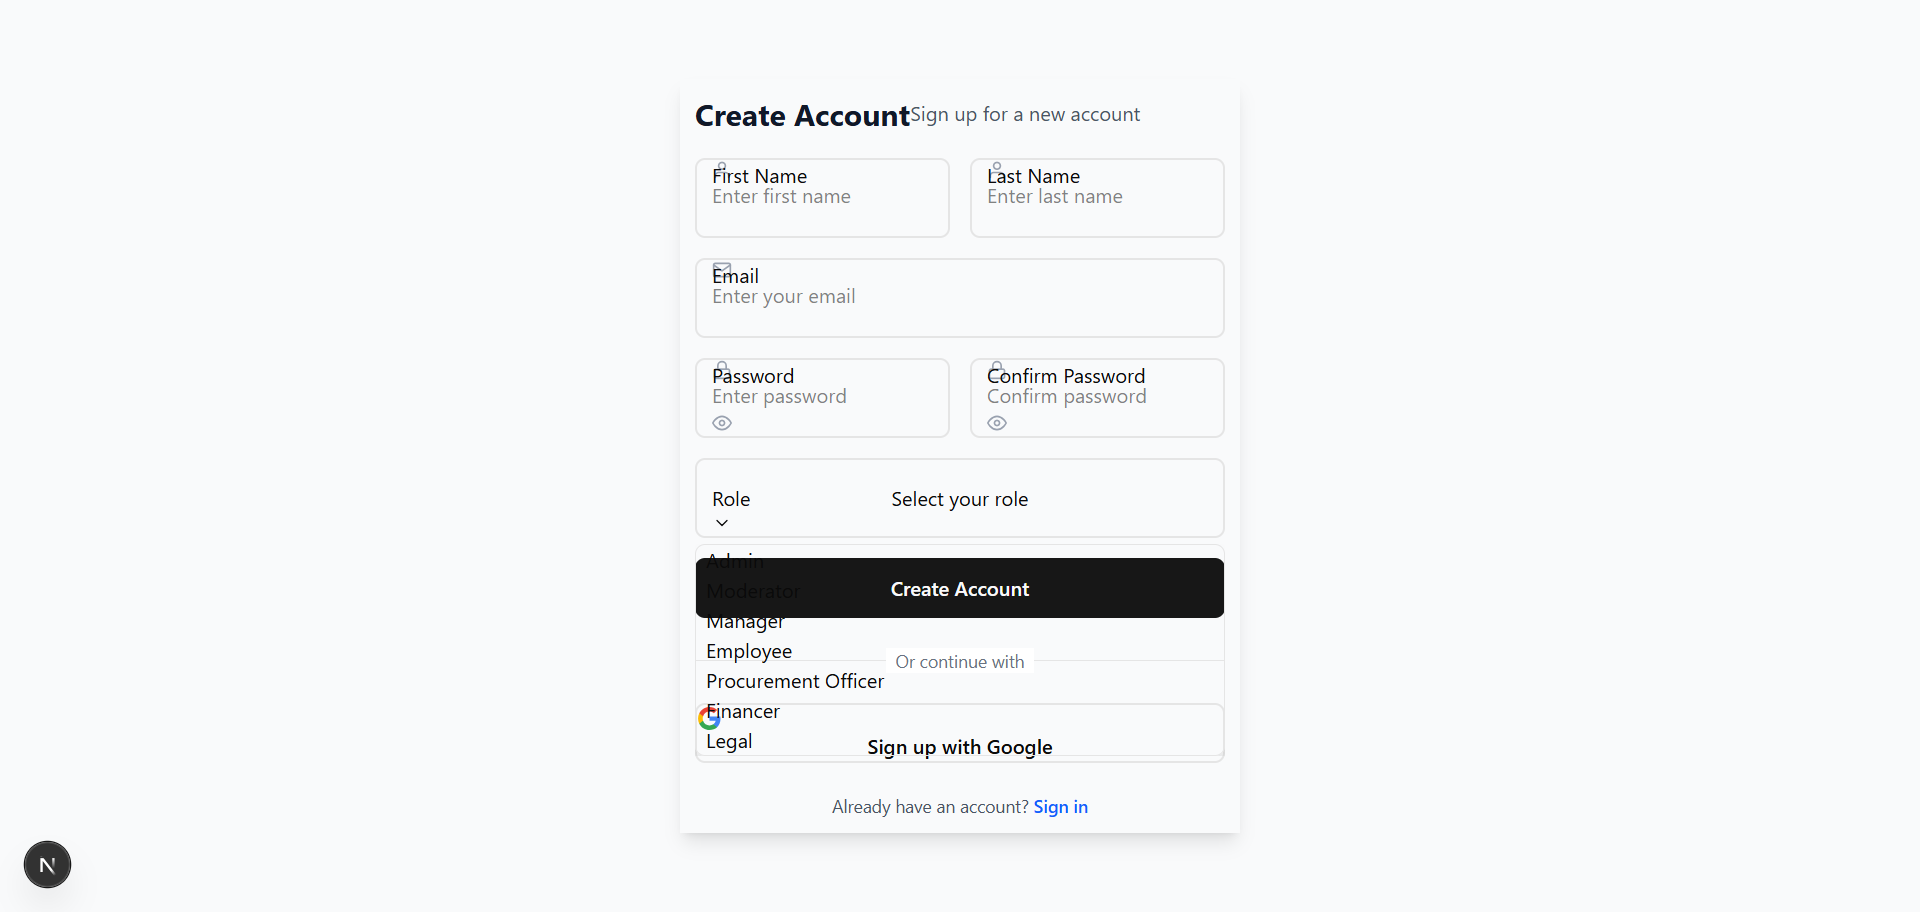 Create Account Sign up for a new account
First Name Last Name
Enter first name Enter last name
Email
Enter your email
Password Confirm Password
Enter password Confirm password
Role Select your role
Admin
Moderator Create Account
Manager
Employee
Or continue with
Procurement Officer
Financer
Legal Sign up with Google
Already have an account? Sign in
N